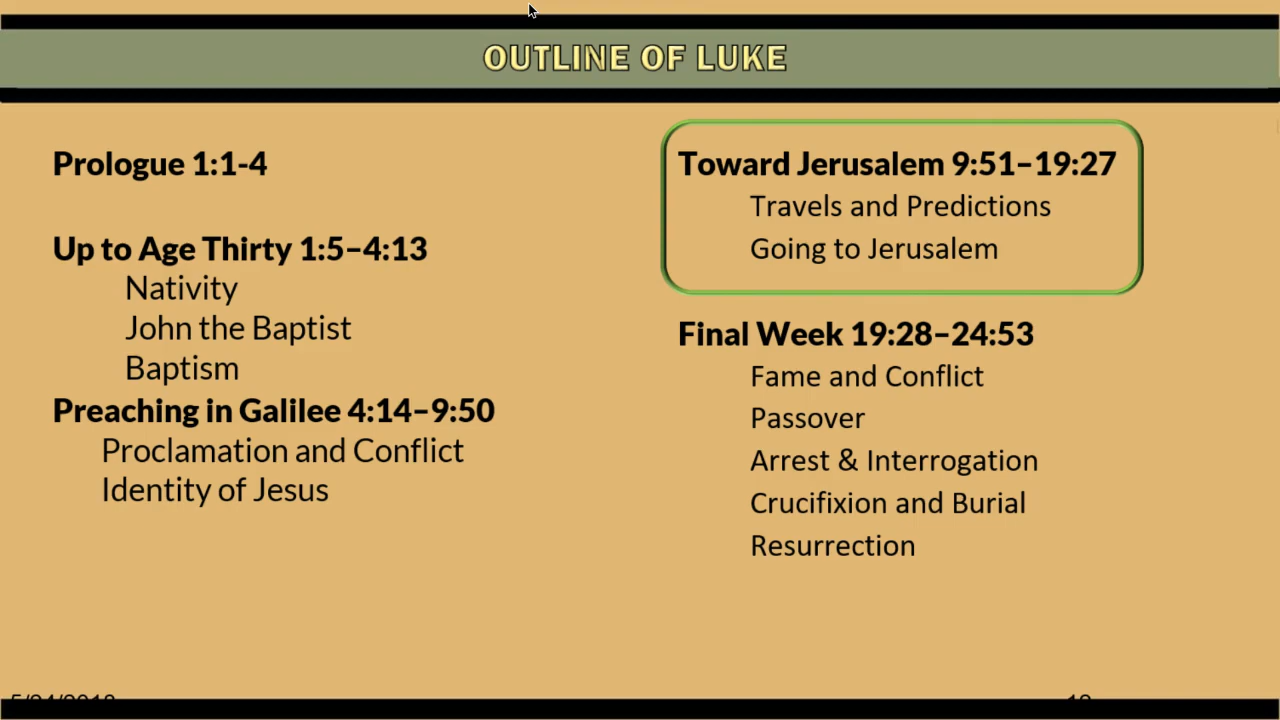 OUTLINE OF LUKE
Prologue 1:1-4
Up to Age Thirty 1:5–4:13
Nativity
John the Baptist
Baptism
Preaching in Galilee 4:14–9:50
Proclamation and Conflict
Identity of Jesus
Toward Jerusalem 9:51–19:27
Travels and Predictions
Going to Jerusalem
Final Week 19:28–24:53
Fame and Conflict
Passover
Arrest & Interrogation
Crucifixion and Burial
Resurrection